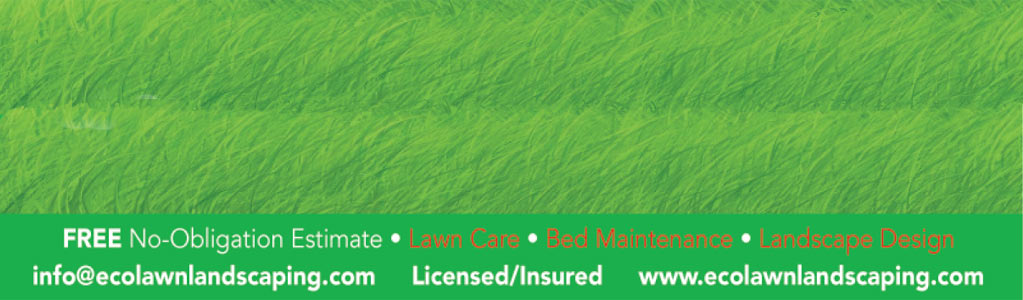 FREE No-Obligation Estimate • Lawn Care • Bed Maintenance • Landscape Design
info@ecolawnlandscaping.com Licensed/Insured www.ecolawnlandscaping.com